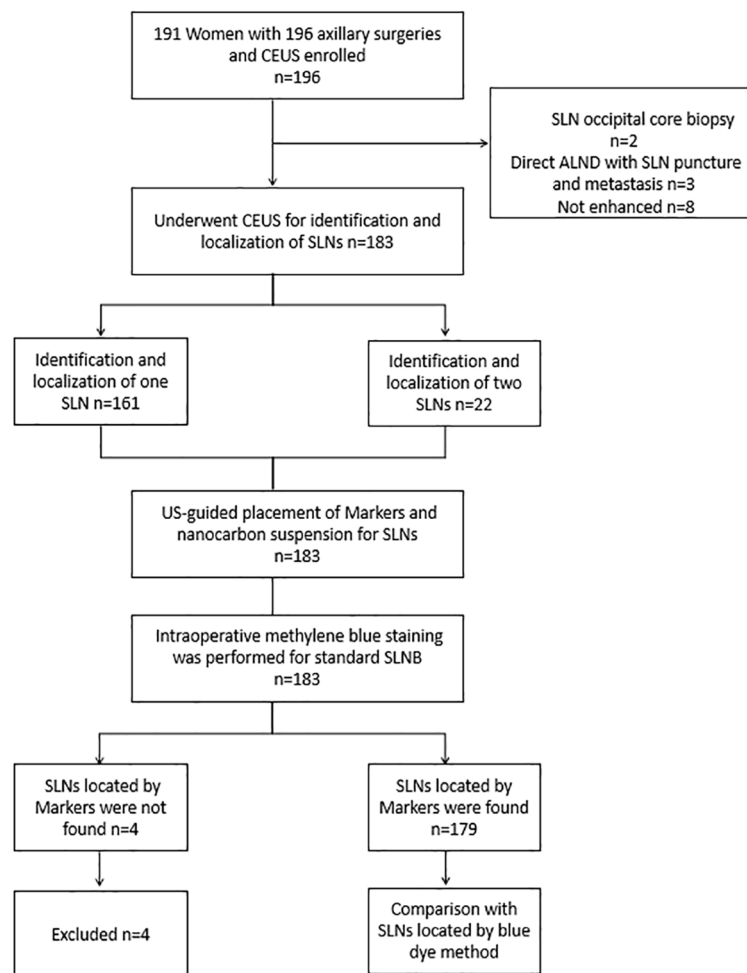 191 Women with 196 axillary surgeries
and CEUS enrolled
n=196
SLN occipital core biopsy
n=2
Direct ALND with SLN puncture
and metastasis n=3
Not enhanced n=8
Underwent CEUS for identification and
localization of SLNs n=183
Identification and
localization of one
SLN n=161
Identification and
localization of two
SLNs n=22
US-guided placement of Markers and
nanocarbon suspension for SLNs
n=183
Intraoperative methylene blue staining
was performed for standard SLNB
n=183
SLNs located by
Markers were not
found n=4
SLNs located by
Markers were found
n=179
Excluded n=4
Comparison with
SLNs located by blue
dye method